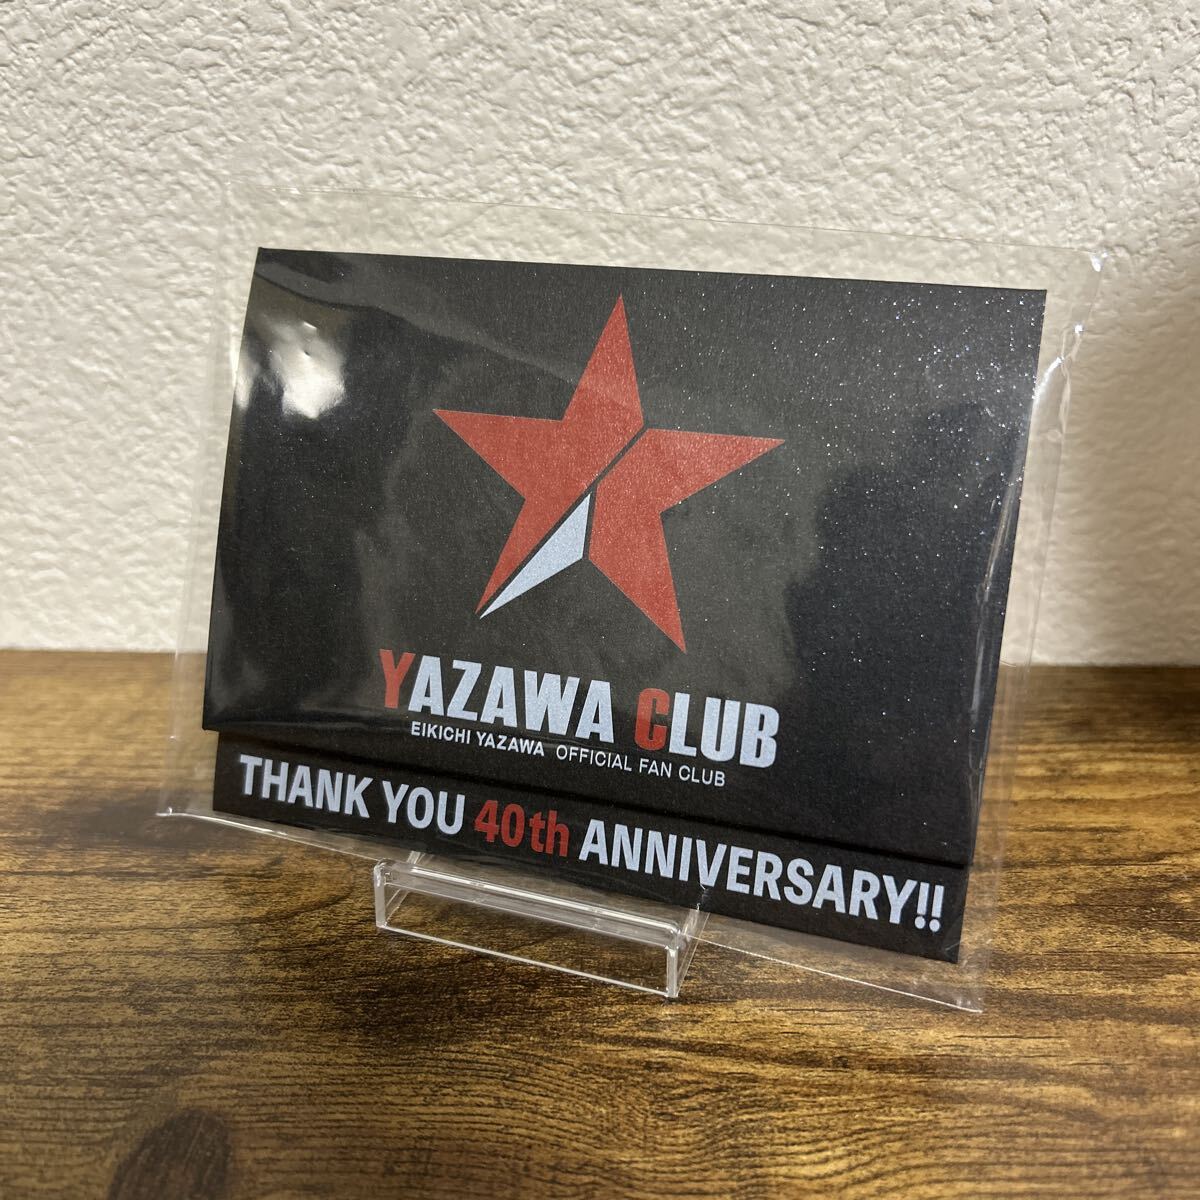 YAZAWA CLUB
EIKICHI YAZAWA OFFICIAL FAN CLUB
THANK YOU 40th ANNIVERSARY!!